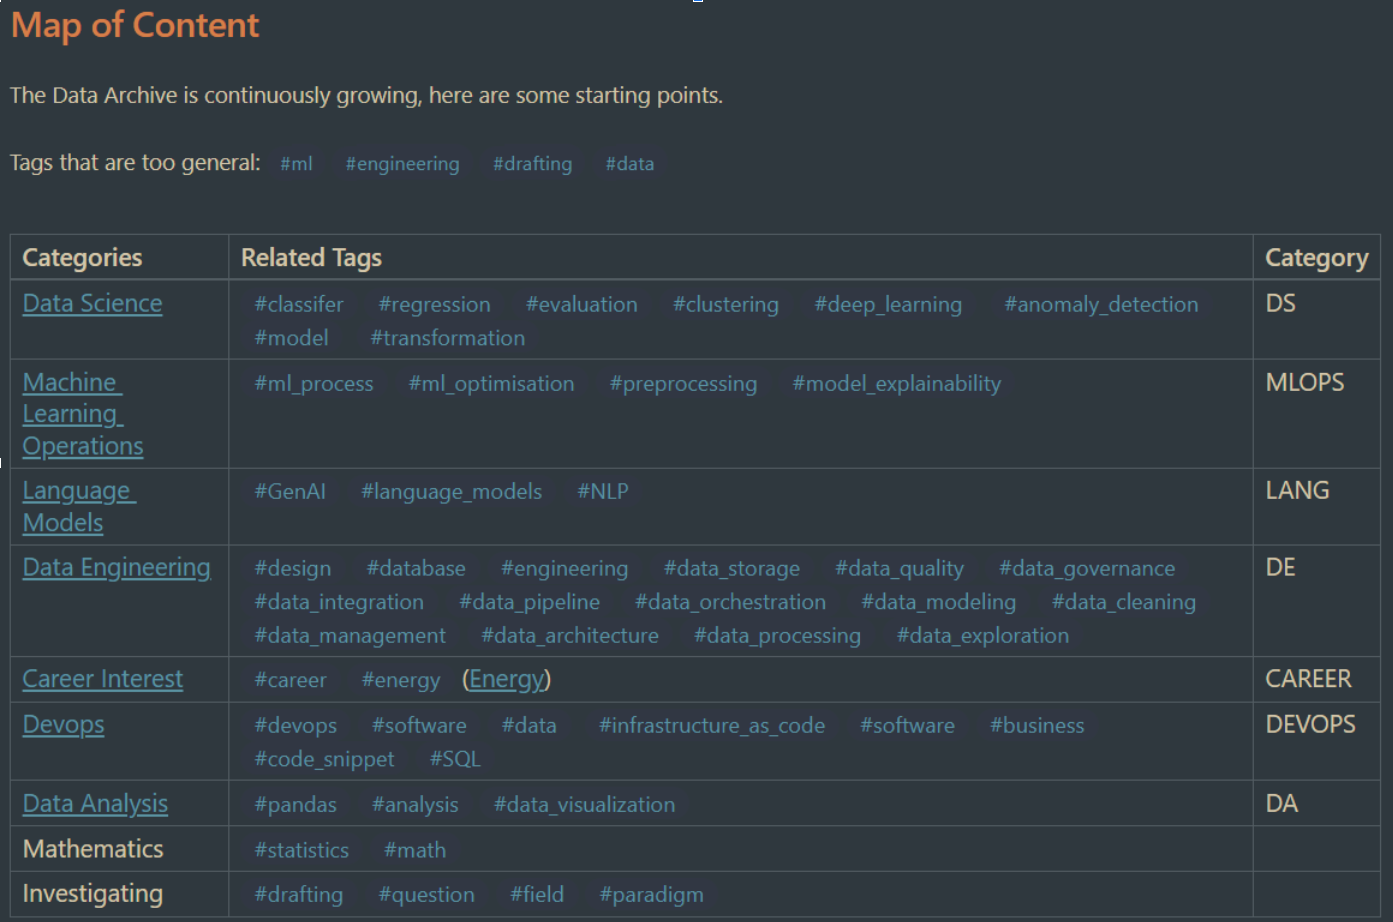 Map of Content
The Data Archive is continuously growing, here are some starting points.
Tags that are too general: #ml #engineering #drafting #data
Categories Related Tags Category
Data Science #classifer #regression #evaluation #clustering #deep_learning #anomaly_detection DS
#model #transformation
Machine #ml_process #ml_optimisation #preprocessing #model_explainability MLOPS
Learning
Operations
Language #GenAI #language_models #NLP LANG
Models
Data Engineering #design #database #engineering #data_storage #data_quality #data_governance DE
#data_integration #data_pipeline #data_orchestration #data_modeling #data_cleaning
#data_management #data_architecture #data_processing #data_exploration
Career Interest #career #energy (Energy) CAREER
Devops #devops #software #data #infrastructure_as_code #software #business DEVOPS
#code_snippet #SQL
Data Analysis #pandas #analysis #data_visualization DA
Mathematics #statistics #math
Investigating #drafting #question #field #paradigm